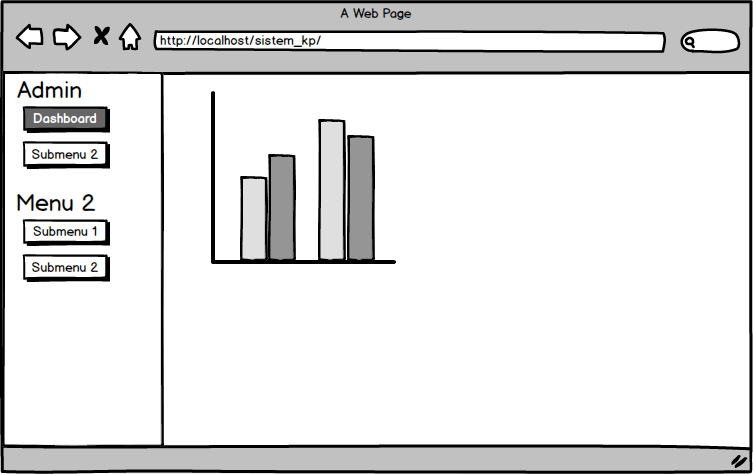 A Web Page
http://localhost/sistem_kp/
Admin
Dashboard
Submenu 2
Menu 2
Submenu 1
Submenu 2